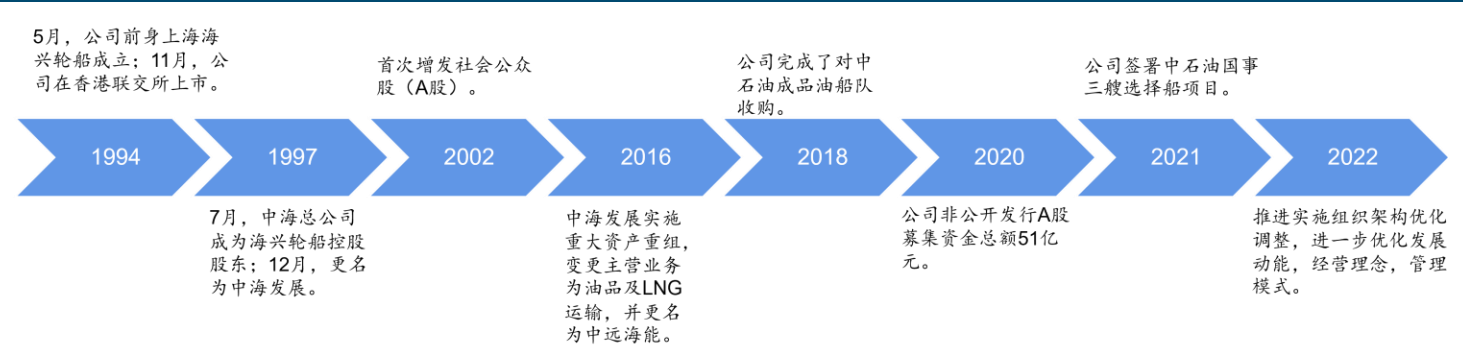 5月，公司前身上海海
兴轮船成立；11月，公
司在香港联交所上市。
首次增发社会公众
股（A股）。
公司完成了对中
石油成品油船队
收购。
公司签署中石油国事
三艘选择船项目。
1994
1997
2002
2016
2018
2020
2021
2022
7月，中海总公司
成为海兴轮船控股
股东；12月，更名
为中海发展。
中海发展实施
重大资产重组，
变更主营业务
为油品及LNG
运输，并更名
为中远海能。
公司非公开发行A股
募集资金总额51亿
元。
推进实施组织架构优化
调整，进一步优化发展
动能，经营理念，管理
模式。